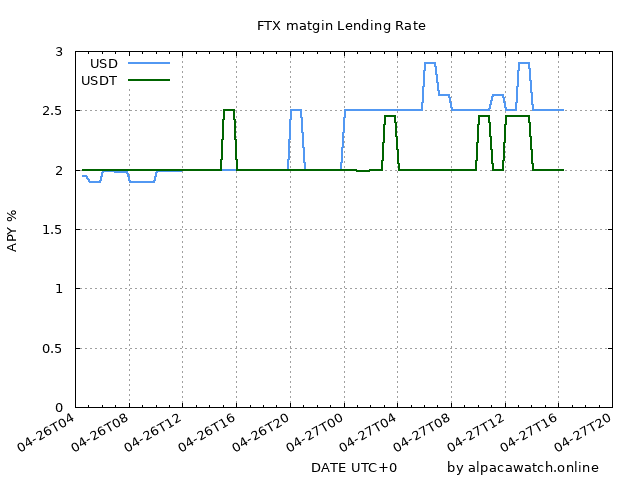 FTX matgin Lending Rate
USD
USDT
3
2.5
2
1.5
1
0.5
0
APY %
04-26T04
04-26T08
04-26T12
04-26T16
04-26T20
04-27T00
04-27T04
04-27T08
04-27T12
04-27T16
04-27T20
DATE UTC+0
by alpacawatch.online